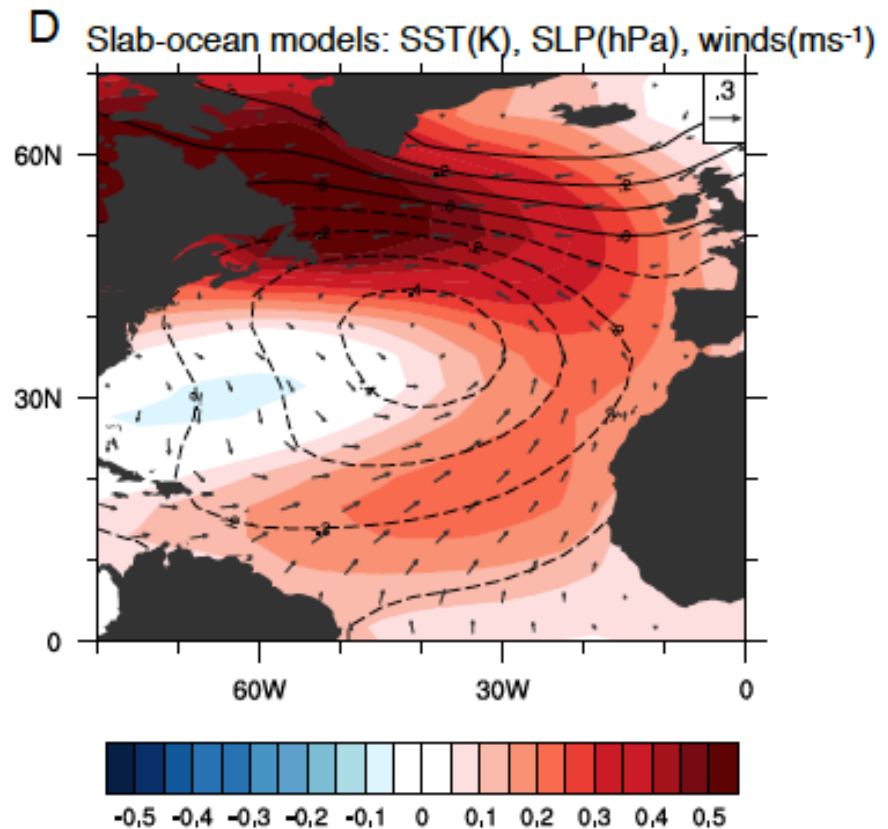 D Slab-ocean models: SST(K), SLP(hPa), winds(ms-1)
.3
60N
30N
0
60W 30W 0
-0,5 -0,4 -0,3 -0,2 -0,1 0 0,1 0,2 0,3 0,4 0,5